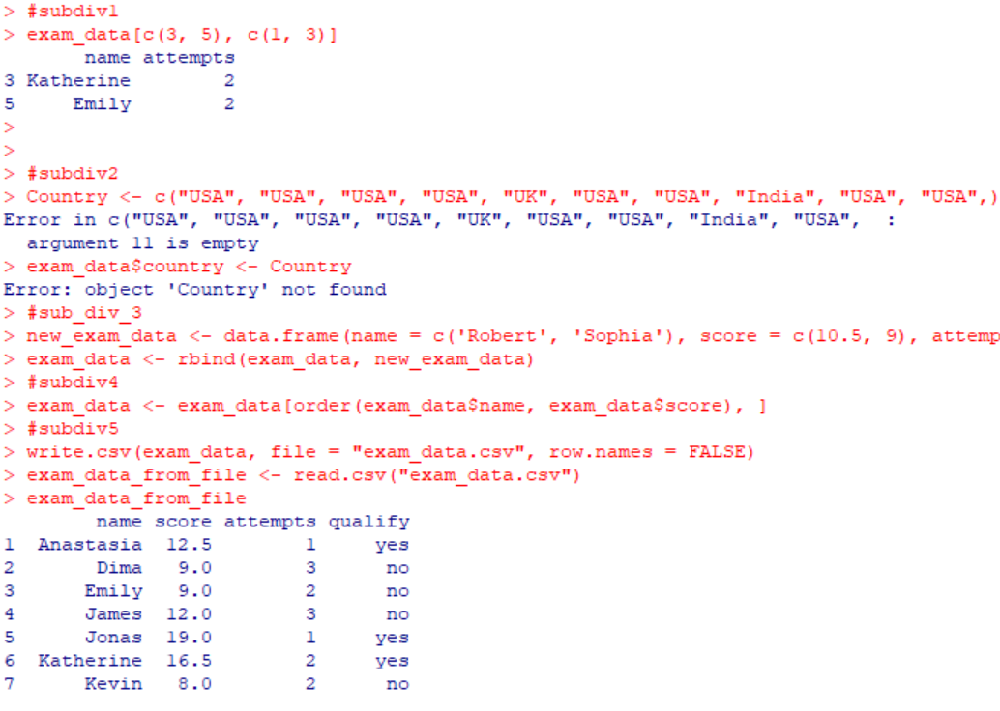 > #subdiv1
> exam_data[c(3, 5), c(1, 3)]
       name attempts
3 Katherine        2
5     Emily        2
>
>
> #subdiv2
> Country <- c("USA", "USA", "USA", "USA", "UK", "USA", "USA", "India", "USA", "USA",)
Error in c("USA", "USA", "USA", "USA", "UK", "USA", "USA", "India", "USA",  :
  argument 11 is empty
> exam_data$country <- Country
Error: object 'Country' not found
> #sub_div_3
> new_exam_data <- data.frame(name = c('Robert', 'Sophia'), score = c(10.5, 9), attemp
> exam_data <- rbind(exam_data, new_exam_data)
> #subdiv4
> exam_data <- exam_data[order(exam_data$name, exam_data$score), ]
> #subdiv5
> write.csv(exam_data, file = "exam_data.csv", row.names = FALSE)
> exam_data_from_file <- read.csv("exam_data.csv")
> exam_data_from_file
        name score attempts qualify
1  Anastasia  12.5        1     yes
2       Dima   9.0        3      no
3      Emily   9.0        2      no
4      James  12.0        3      no
5      Jonas  19.0        1     yes
6  Katherine  16.5        2     yes
7      Kevin   8.0        2      no